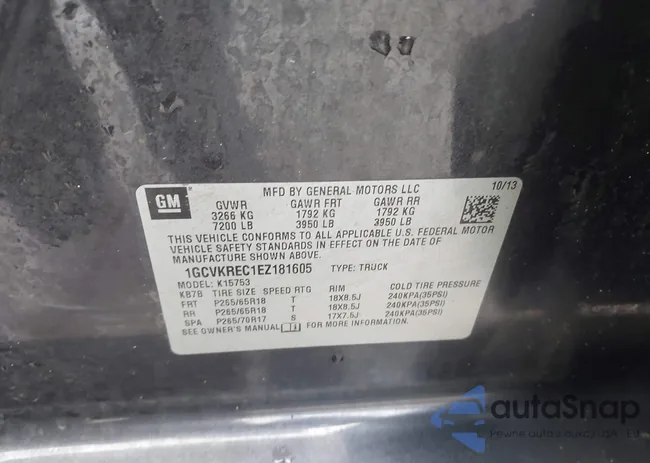 MFD BY GENERAL MOTORS LLC 10/13
GM
GVWR GAWR FRT GAWR RR
3266 KG 1792 KG 1792 KG
7200 LB 3950 LB 3950 LB
THIS VEHICLE CONFORMS TO ALL APPLICABLE U.S. FEDERAL MOTOR
VEHICLE SAFETY STANDARDS IN EFFECT ON THE DATE OF
MANUFACTURE SHOWN ABOVE.
1GCVKREC1EZ181605 TYPE: TRUCK
MODEL: K15753
KB7B TIRE SIZE SPEED RTG RIM COLD TIRE PRESSURE
FRT P265/65R18 T 18X8.5J 240KPA(35PSI)
RR P265/65R18 T 18X8.5J 240KPA(35PSI)
SPA P265/70R17 S 17X7.5J 240KPA(35PSI)
SEE OWNER'S MANUAL FOR MORE INFORMATION.
autoSnap
Pewne auta z aukcji